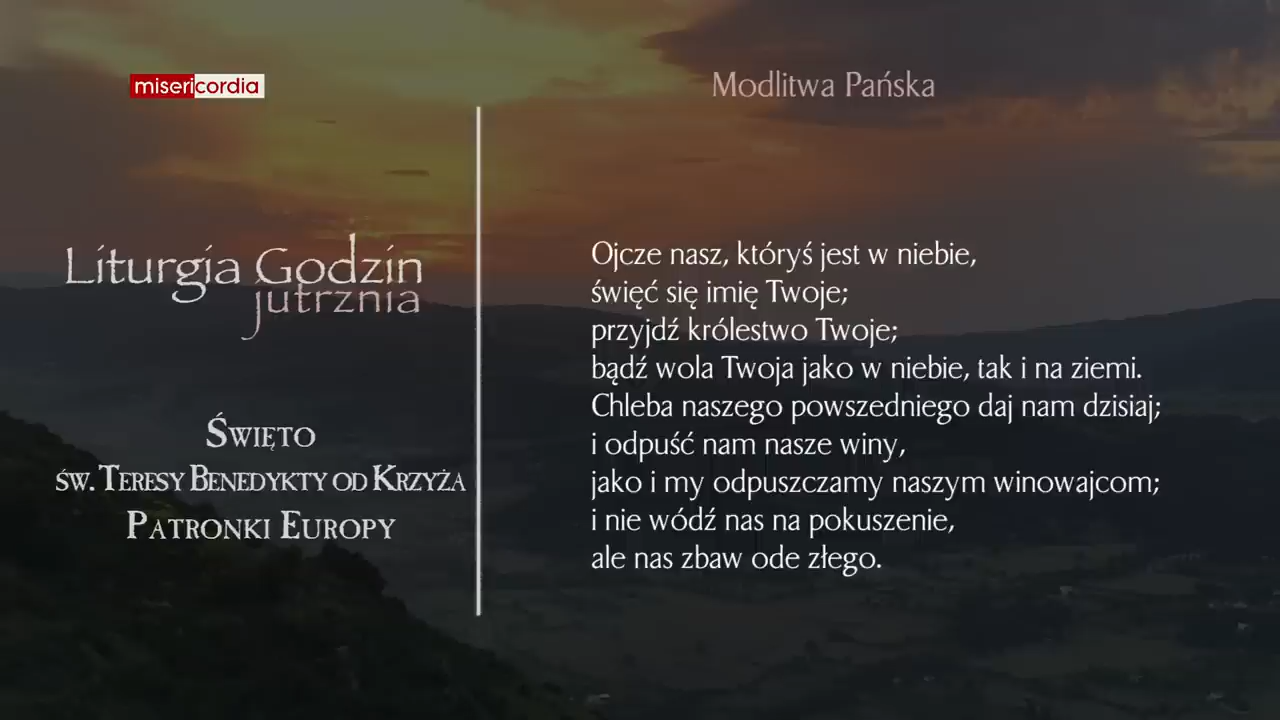 misericordia
Liturgia Godzin
jutrznia
Święto
św. Teresy Benedykty od Krzyża
Patronki Europy
Modlitwa Pańska
Ojcze nasz, któryś jest w niebie,
święć się imię Twoje;
przyjdź królestwo Twoje;
bądź wola Twoja jako w niebie, tak i na ziemi.
Chleba naszego powszedniego daj nam dzisiaj;
i odpuść nam nasze winy,
jako i my odpuszczamy naszym winowajcom;
i nie wódź nas na pokuszenie,
ale nas zbaw ode złego.